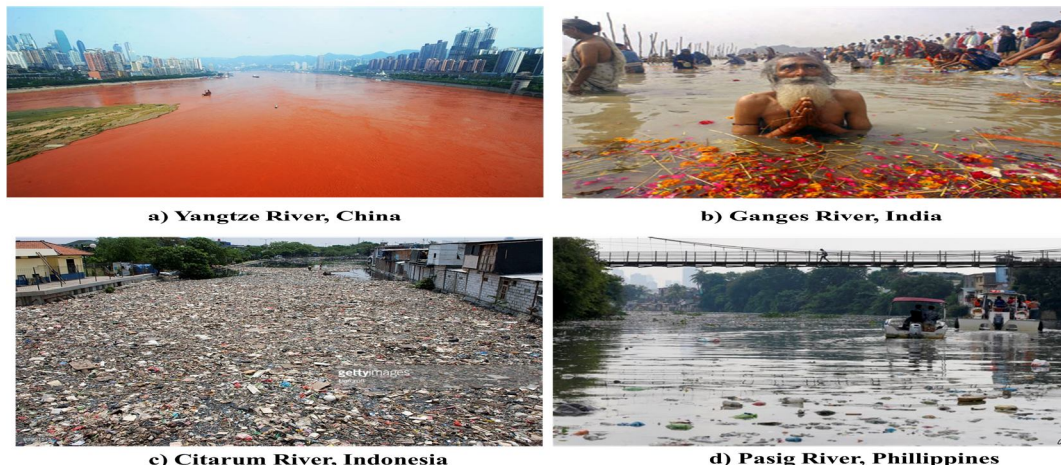 a) Yangtze River, China
b) Ganges River, India
gettyimages
c) Citarum River, Indonesia
d) Pasig River, Phillippines